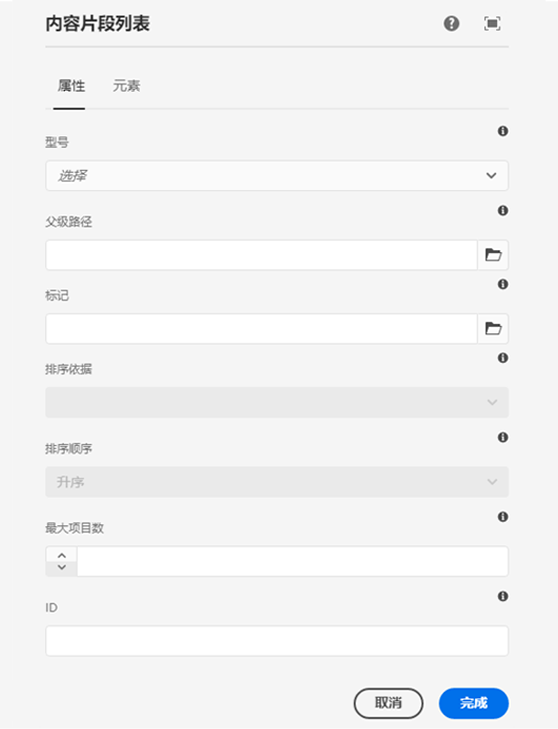 内容片段列表
属性 元素
型号
选择
父级路径
标记
排序依据
排序顺序
升序
最大项目数
ID
取消 完成